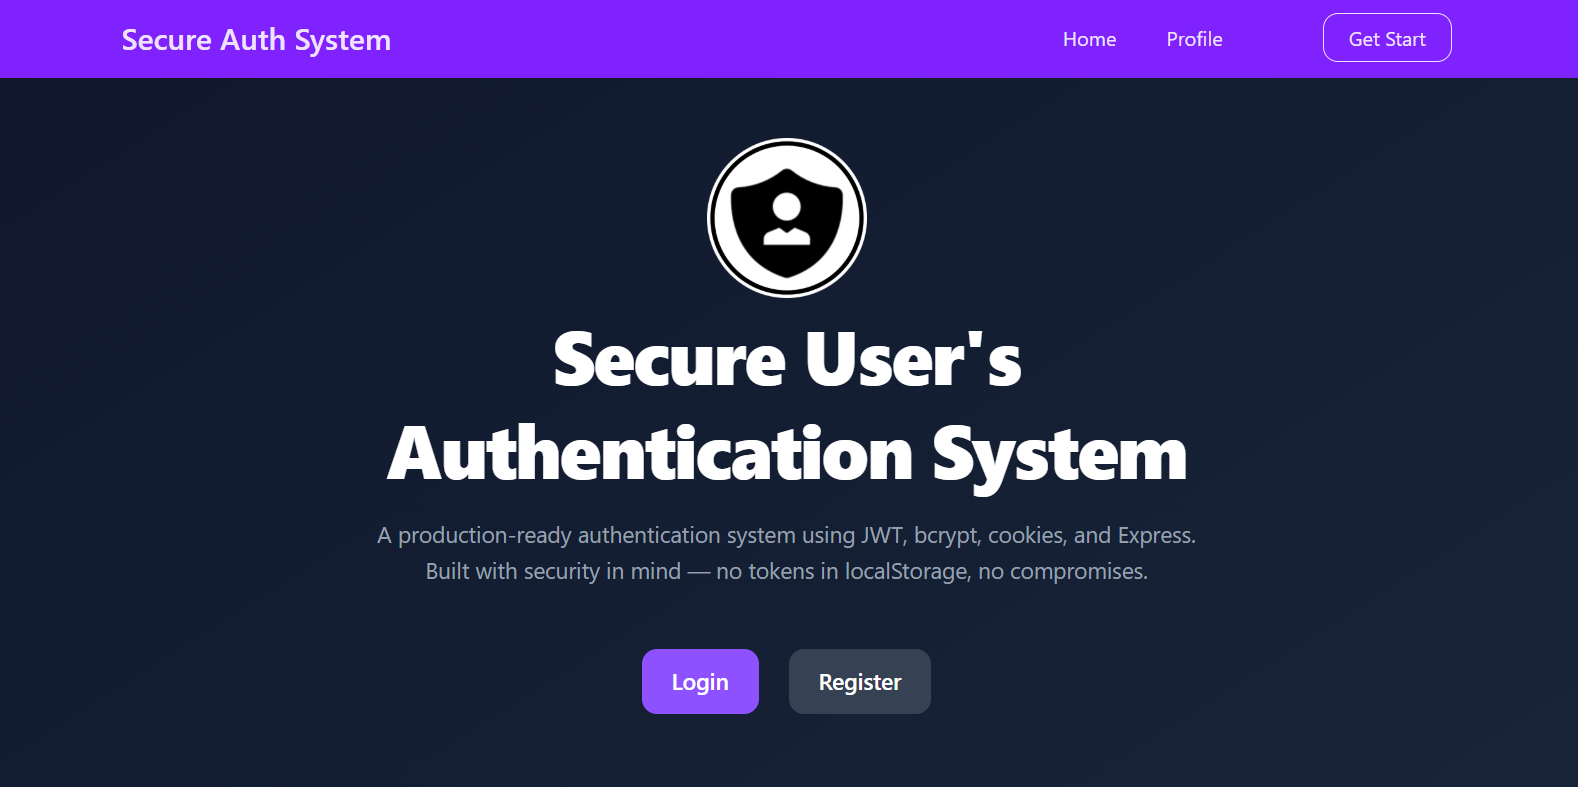 Secure Auth System
Home
Profile
Get Start
Secure User's
Authentication System
A production-ready authentication system using JWT, bcrypt, cookies, and Express.
Built with security in mind — no tokens in localStorage, no compromises.
Login
Register